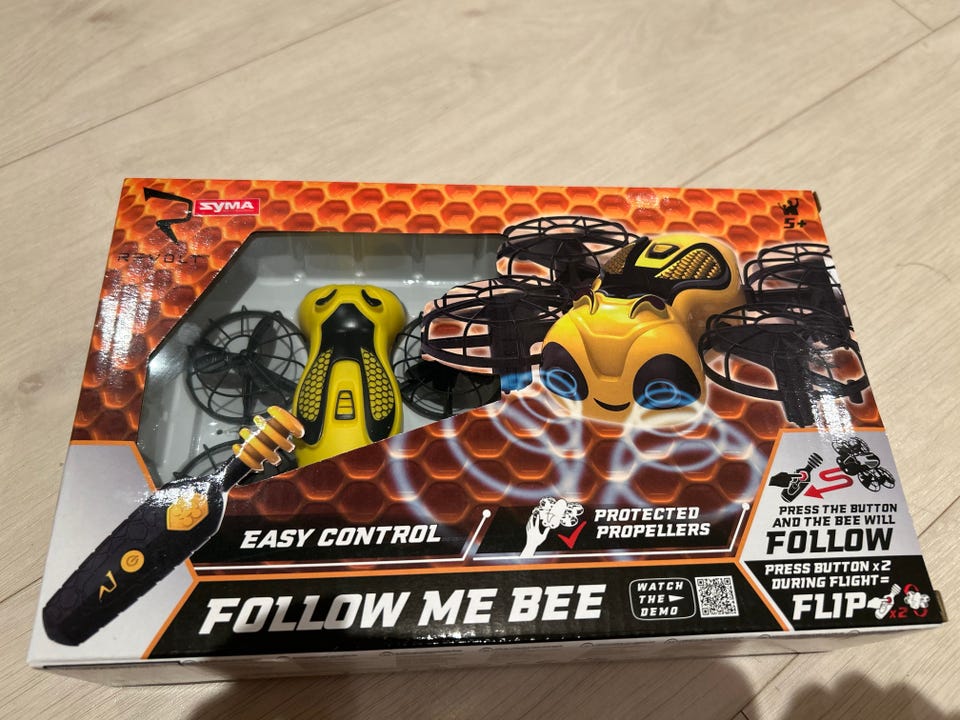 SYMA
REVOLT
5+
EASY CONTROL
PROTECTED
PROPELLERS
PRESS THE BUTTON
AND THE BEE WILL
FOLLOW
PRESS BUTTON x2
DURING FLIGHT=
FLIP
x2
FOLLOW ME BEE
WATCH
THE
DEMO